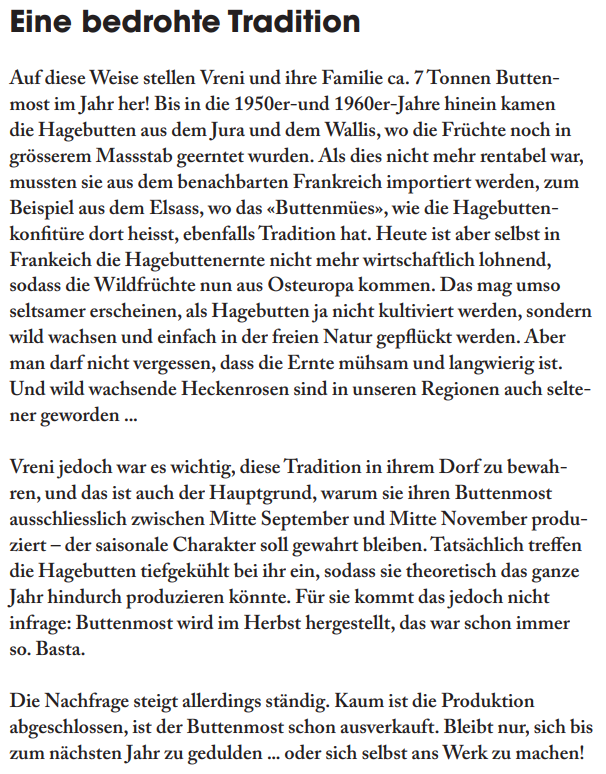 Eine bedrohte Tradition
Auf diese Weise stellen Vreni und ihre Familie ca. 7 Tonnen Butten-
most im Jahr her! Bis in die 1950er-und 1960er-Jahre hinein kamen
die Hagebutten aus dem Jura und dem Wallis, wo die Früchte noch in
grösserem Massstab geerntet wurden. Als dies nicht mehr rentabel war,
mussten sie aus dem benachbarten Frankreich importiert werden, zum
Beispiel aus dem Elsass, wo das «Buttenmües», wie die Hagebutten-
konfitüre dort heisst, ebenfalls Tradition hat. Heute ist aber selbst in
Frankeich die Hagebuttenernte nicht mehr wirtschaftlich lohnend,
sodass die Wildfrüchte nun aus Osteuropa kommen. Das mag umso
seltsamer erscheinen, als Hagebutten ja nicht kultiviert werden, sondern
wild wachsen und einfach in der freien Natur gepflückt werden. Aber
man darf nicht vergessen, dass die Ernte mühsam und langwierig ist.
Und wild wachsende Heckenrosen sind in unseren Regionen auch selte-
ner geworden ...
Vreni jedoch war es wichtig, diese Tradition in ihrem Dorf zu bewah-
ren, und das ist auch der Hauptgrund, warum sie ihren Buttenmost
ausschliesslich zwischen Mitte September und Mitte November produ-
ziert – der saisonale Charakter soll gewahrt bleiben. Tatsächlich treffen
die Hagebutten tiefgekühlt bei ihr ein, sodass sie theoretisch das ganze
Jahr hindurch produzieren könnte. Für sie kommt das jedoch nicht
infrage: Buttenmost wird im Herbst hergestellt, das war schon immer
so. Basta.
Die Nachfrage steigt allerdings ständig. Kaum ist die Produktion
abgeschlossen, ist der Buttenmost schon ausverkauft. Bleibt nur, sich bis
zum nächsten Jahr zu gedulden ... oder sich selbst ans Werk zu machen!